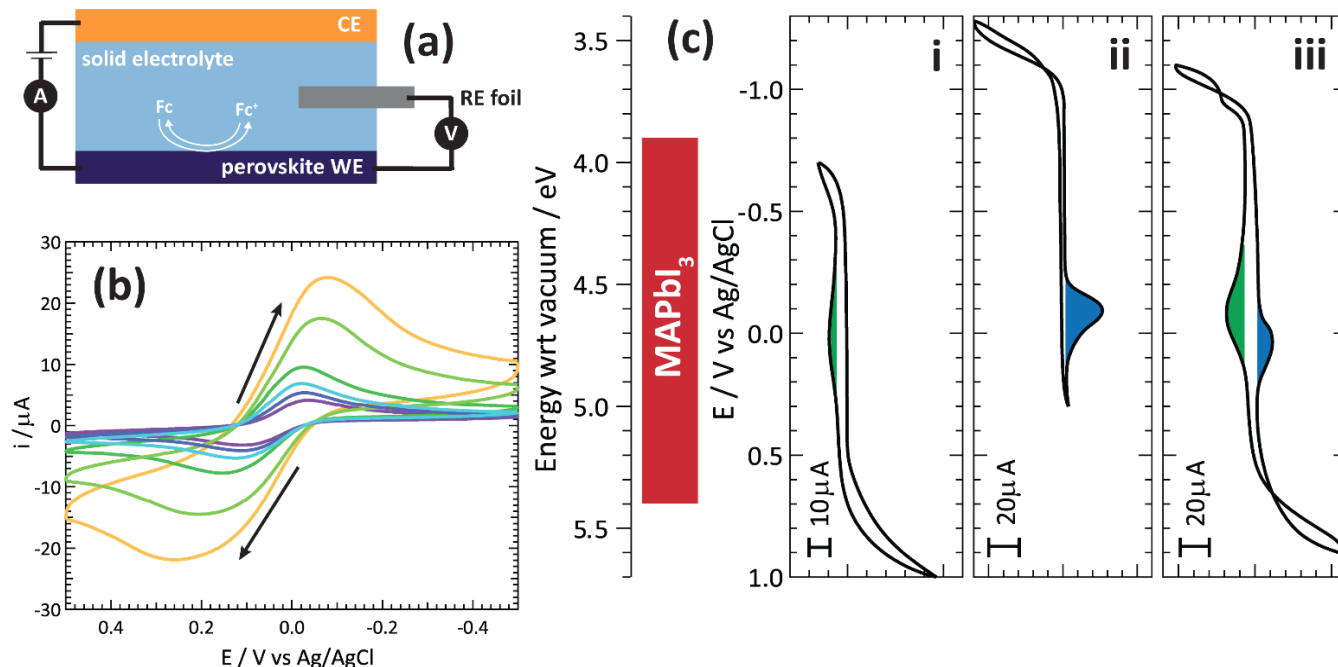 (a)
CE
solid electrolyte
A
Fc
Fc⁺
RE foil
V
perovskite WE
(b)
i /μA
30
20
10
0
-10
-20
-30
0.4
0.2
0.0
-0.2
-0.4
E / V vs Ag/AgCl
(c)
Energy wrt vacuum / eV
3.5
4.0
4.5
5.0
5.5
MAPbI₃
E / V vs Ag/AgCl
-1.0
-0.5
0.0
0.5
1.0
i
10μA
ii
20μA
iii
20μA